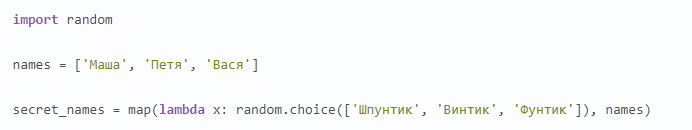 import random
names = ['Маша', 'Петя', 'Вася']
secret_names = map(lambda x: random.choice(['Шпунтик', 'Винтик', 'Фунтик']), names)